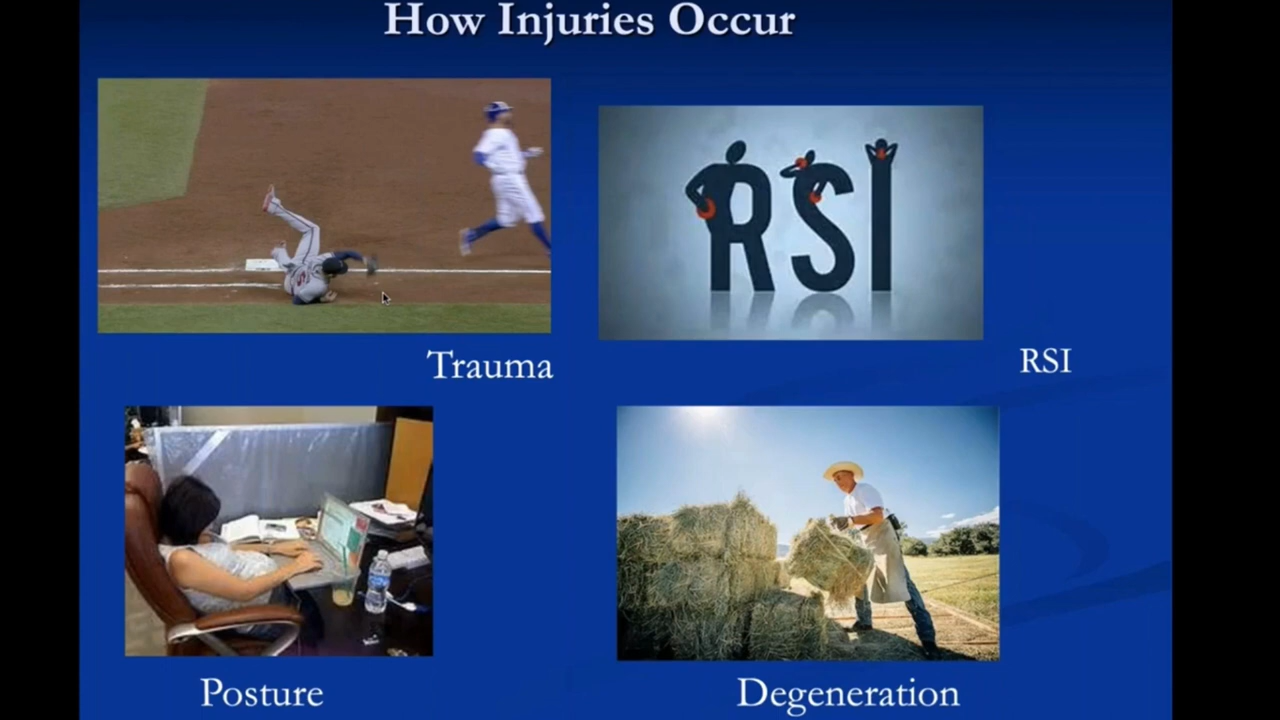 How Injuries Occur
RSI
Trauma
RSI
Posture
Degeneration